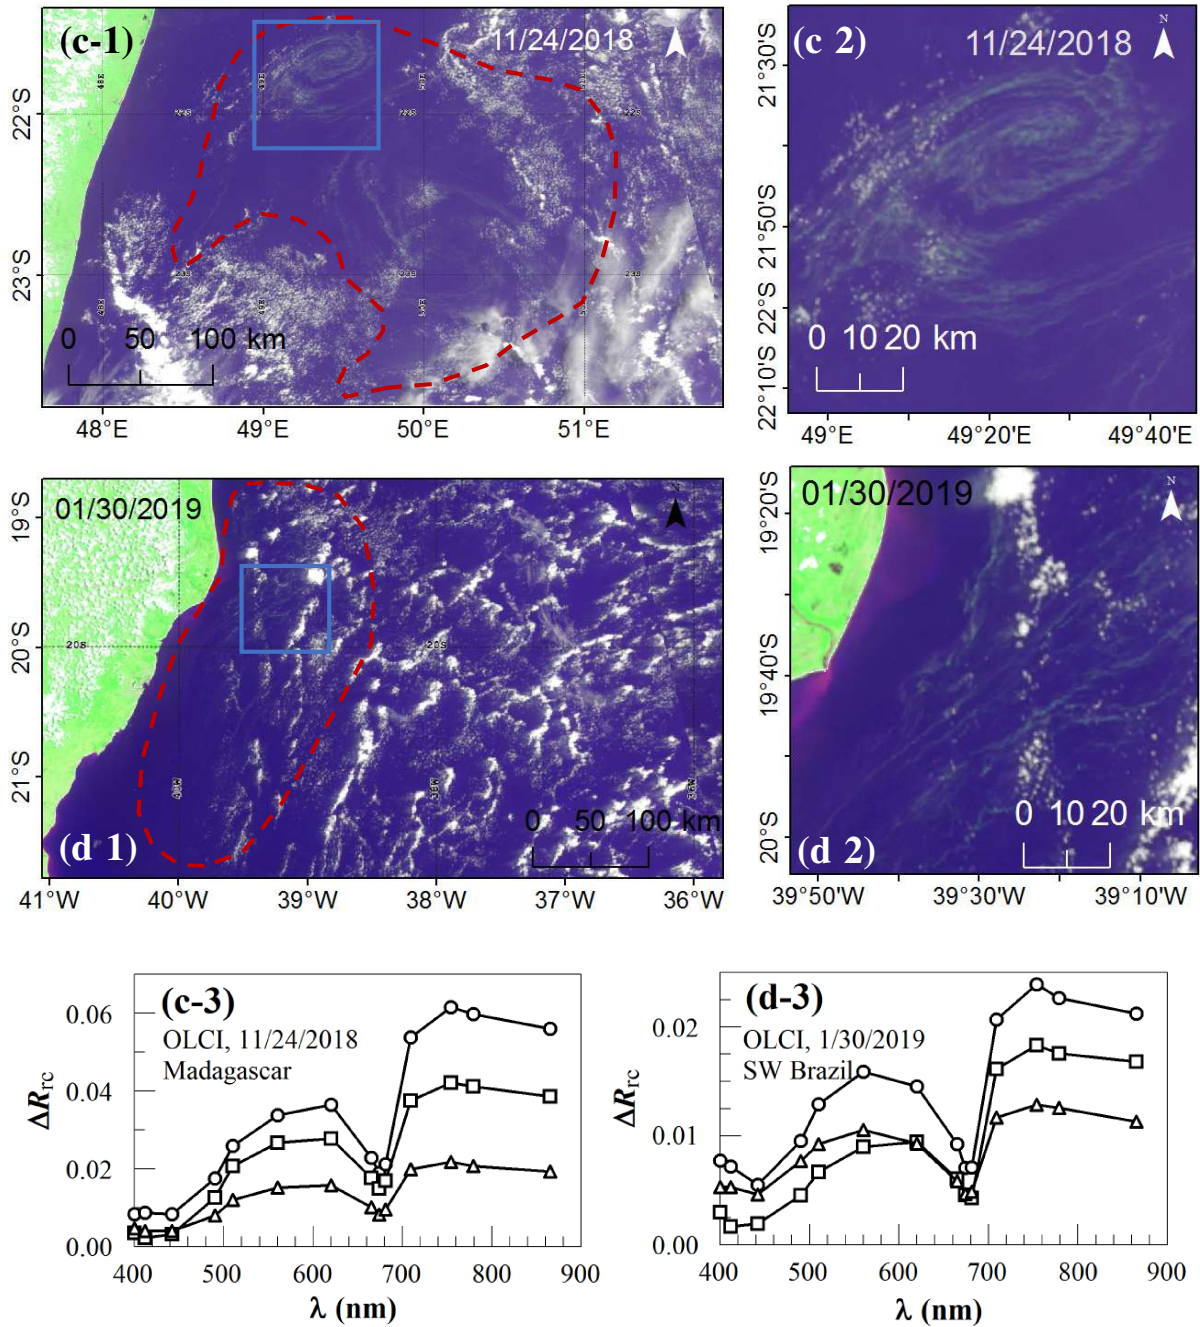 (c-1)
11/24/2018
22°S
23°S
0 50 100 km
48°E 49°E 50°E 51°E
(c 2)
11/24/2018
N
21°30'S
21°50'S
22°S
22°10'S
0 10 20 km
49°E 49°20'E 49°40'E
01/30/2019
19°S
20°S
21°S
20S
20S
40W
38W
36W
0 50 100 km
(d 1)
41°W 40°W 39°W 38°W 37°W 36°W
01/30/2019
N
19°20'S
19°40'S
20°S
0 10 20 km
(d 2)
39°50'W 39°30'W 39°10'W
(c-3)
OLCI, 11/24/2018
Madagascar
ΔRrc
0.06
0.04
0.02
0.00
400 500 600 700 800 900
λ (nm)
(d-3)
OLCI, 1/30/2019
SW Brazil
ΔRrc
0.02
0.01
0.00
400 500 600 700 800 900
λ (nm)